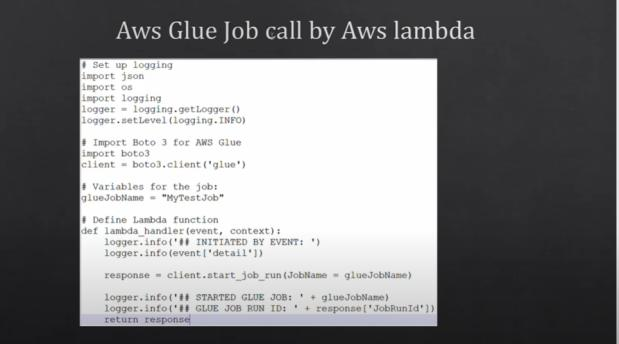 Aws Glue Job call by Aws lambda
# Set up logging
import json
import os
import logging
logger = logging.getLogger()
logger.setLevel(logging.INFO)
# Import Boto 3 for AWS Glue
import boto3
client = boto3.client('glue')
# Variables for the job:
glueJobName = "MyTestJob"
# Define Lambda function
def lambda_handler(event, context):
    logger.info('## INITIATED BY EVENT: ')
    logger.info(event['detail'])
    response = client.start_job_run(JobName = glueJobName)
    logger.info('## STARTED GLUE JOB: ' + glueJobName)
    logger.info('## GLUE JOB RUN ID: ' + response['JobRunId'])
    return response